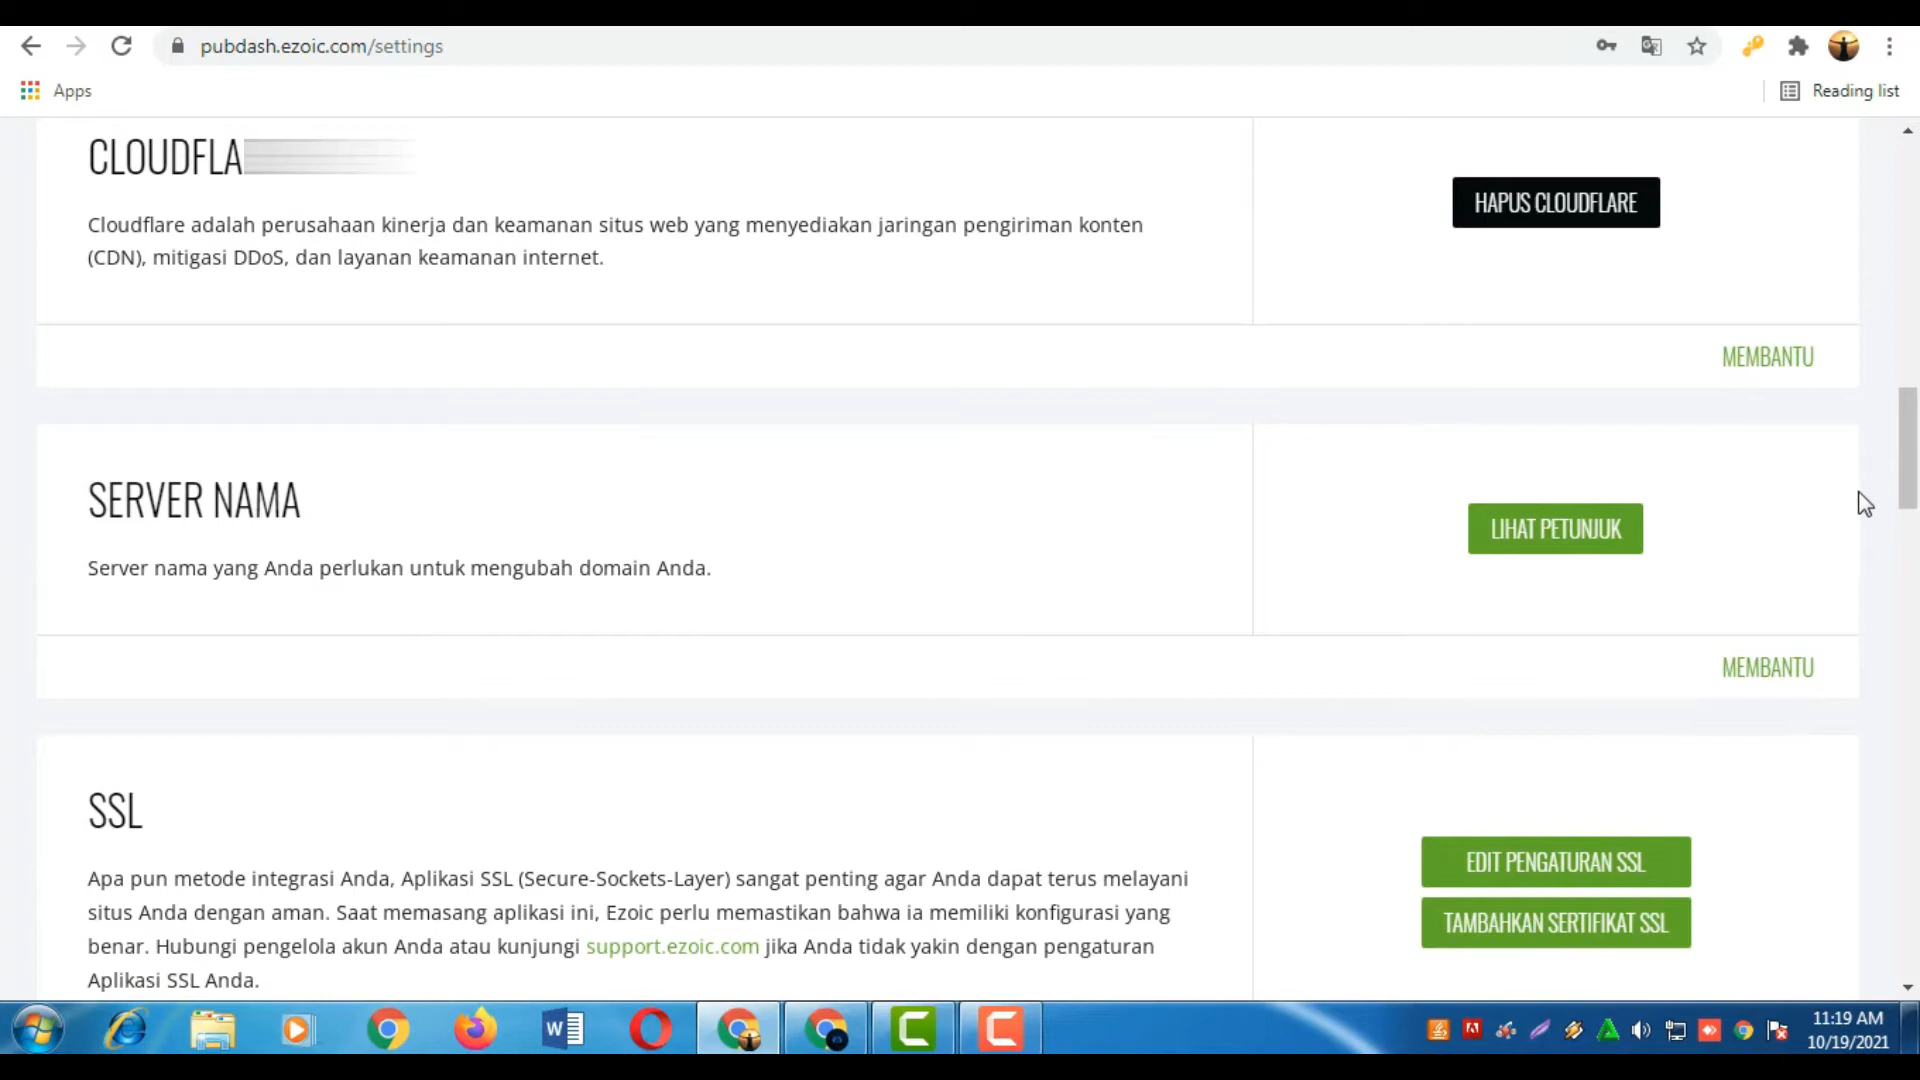 pubdash.ezoic.com/settings
Apps
Reading list
CLOUDFLA
HAPUS CLOUDFLARE
Cloudflare adalah perusahaan kinerja dan keamanan situs web yang menyediakan jaringan pengiriman konten
(CDN), mitigasi DDoS, dan layanan keamanan internet.
MEMBANTU
SERVER NAMA
LIHAT PETUNJUK
Server nama yang Anda perlukan untuk mengubah domain Anda.
MEMBANTU
SSL
Apa pun metode integrasi Anda, Aplikasi SSL (Secure-Sockets-Layer) sangat penting agar Anda dapat terus melayani
situs Anda dengan aman. Saat memasang aplikasi ini, Ezoic perlu memastikan bahwa ia memiliki konfigurasi yang
benar. Hubungi pengelola akun Anda atau kunjungi support.ezoic.com jika Anda tidak yakin dengan pengaturan
Aplikasi SSL Anda.
EDIT PENGATURAN SSL
TAMBAHKAN SERTIFIKAT SSL
11:19 AM
10/19/2021